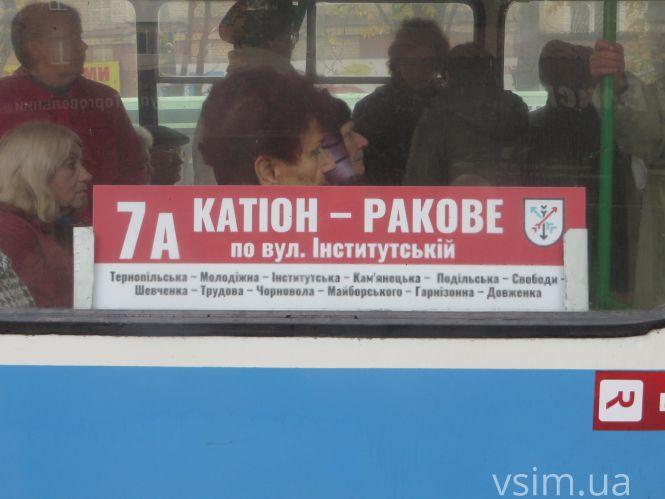 7А КАТІОН – РАКОВЕ
по вул. Інститутській
Тернопільська – Молодіжна – Інститутська – Кам'янецька – Подільська – Свободи –
Шевченка – Трудова – Чорновола – Майборського – Гарнізонна – Довженка
vsim.ua